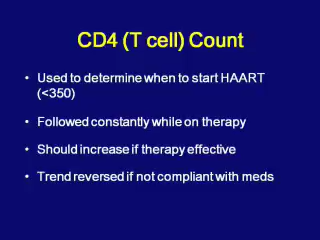 CD4 (T cell) Count
• Used to determine when to start HAART
(<350)
• Followed constantly while on therapy
• Should increase if therapy effective
• Trend reversed if not compliant with meds